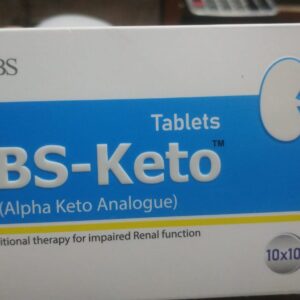 BS
Tablets
BS-Keto™
(Alpha Keto Analogue)
itional therapy for impaired Renal function
10x10